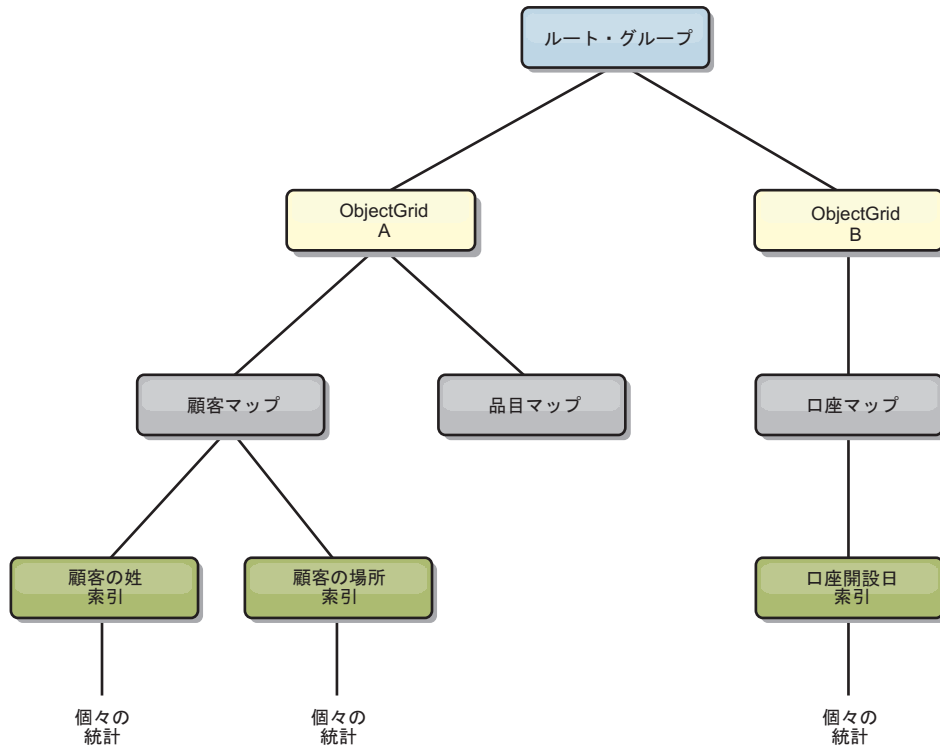 ルート・グループ
ObjectGrid
A
ObjectGrid
B
顧客マップ
品目マップ
口座マップ
顧客の姓
索引
顧客の場所
索引
口座開設日
索引
個々の
統計
個々の
統計
個々の
統計